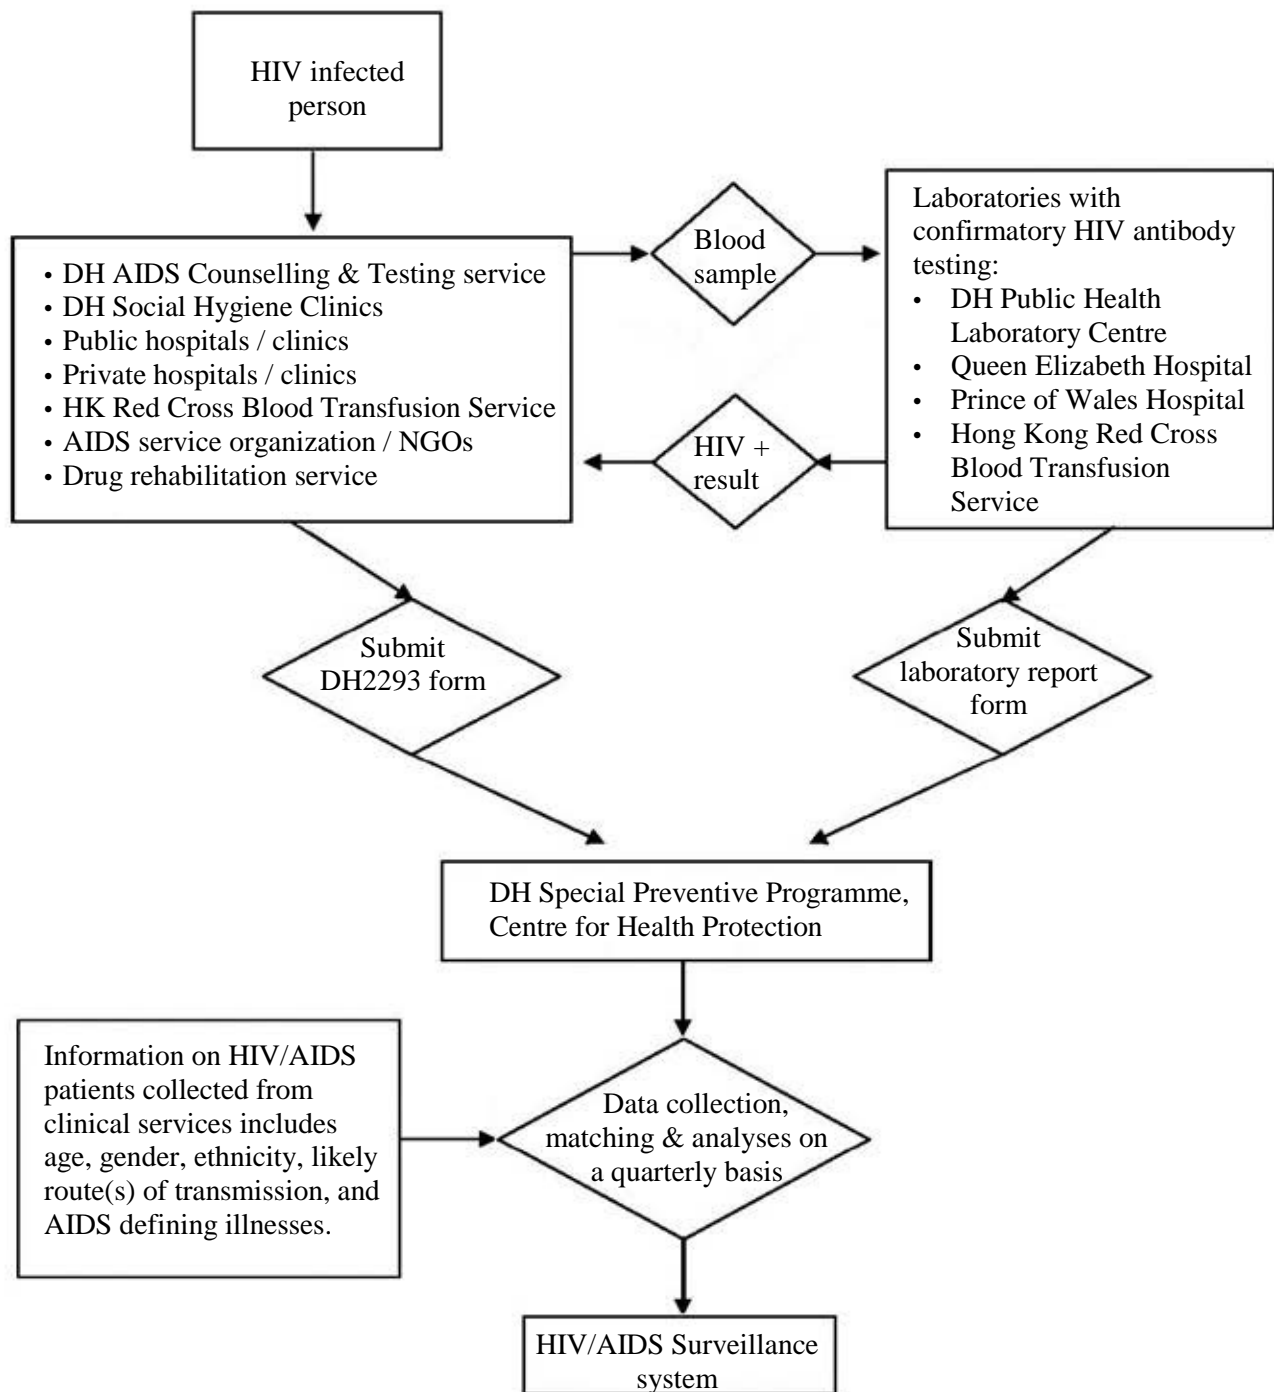 HIV infected
person
• DH AIDS Counselling & Testing service
• DH Social Hygiene Clinics
• Public hospitals / clinics
• Private hospitals / clinics
• HK Red Cross Blood Transfusion Service
• AIDS service organization / NGOs
• Drug rehabilitation service
Blood
sample
HIV +
result
Laboratories with
confirmatory HIV antibody
testing:
• DH Public Health
Laboratory Centre
• Queen Elizabeth Hospital
• Prince of Wales Hospital
• Hong Kong Red Cross
Blood Transfusion
Service
Submit
DH2293 form
Submit
laboratory report
form
DH Special Preventive Programme,
Centre for Health Protection
Information on HIV/AIDS
patients collected from
clinical services includes
age, gender, ethnicity, likely
route(s) of transmission, and
AIDS defining illnesses.
Data collection,
matching & analyses on
a quarterly basis
HIV/AIDS Surveillance
system